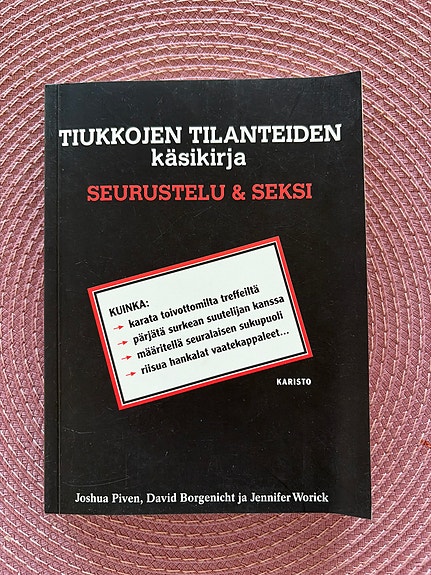 TIUKKOJEN TILANTEIDEN
käsikirja
SEURUSTELU & SEKSI
KUINKA:
→ karata toivottomilta treffeiltä
→ pärjätä surkean suutelijan kanssa
→ määritellä seuralaisen sukupuoli
→ riisua hankalat vaatekappaleet...
KARISTO
Joshua Piven, David Borgenicht ja Jennifer Worick